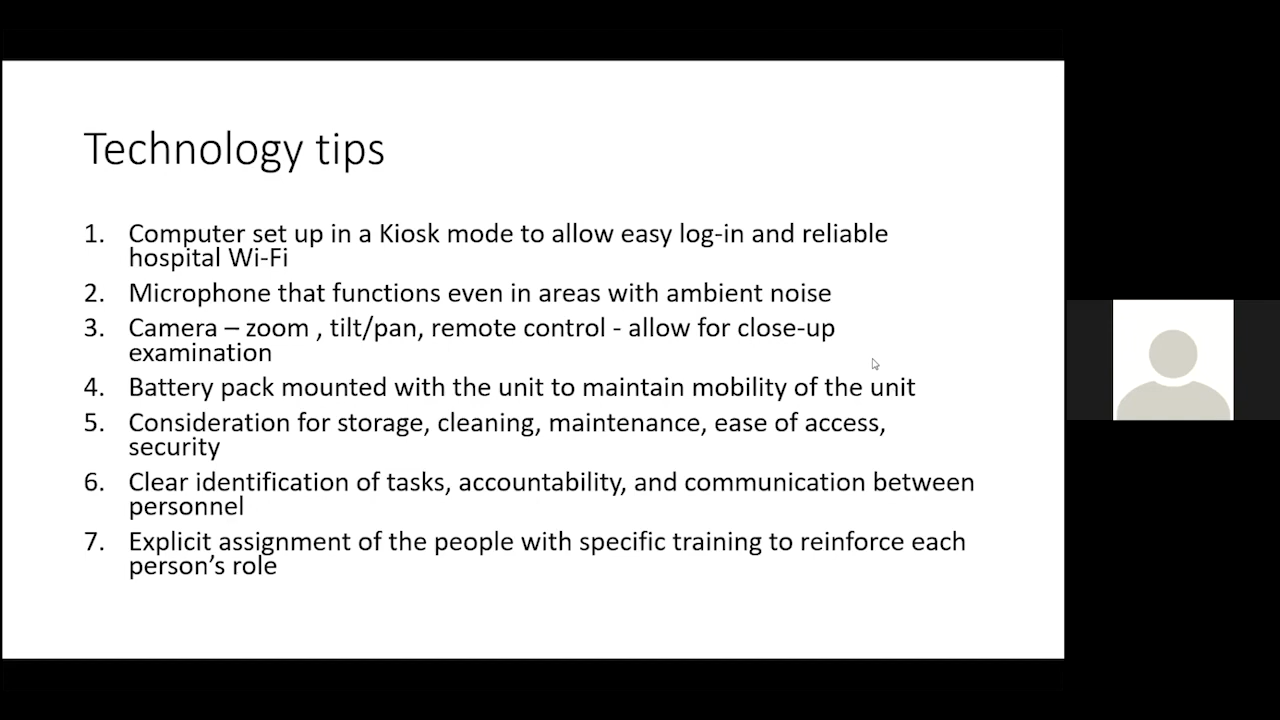 Technology tips
1. Computer set up in a Kiosk mode to allow easy log-in and reliable
hospital Wi-Fi
2. Microphone that functions even in areas with ambient noise
3. Camera – zoom , tilt/pan, remote control - allow for close-up
examination
4. Battery pack mounted with the unit to maintain mobility of the unit
5. Consideration for storage, cleaning, maintenance, ease of access,
security
6. Clear identification of tasks, accountability, and communication between
personnel
7. Explicit assignment of the people with specific training to reinforce each
person’s role